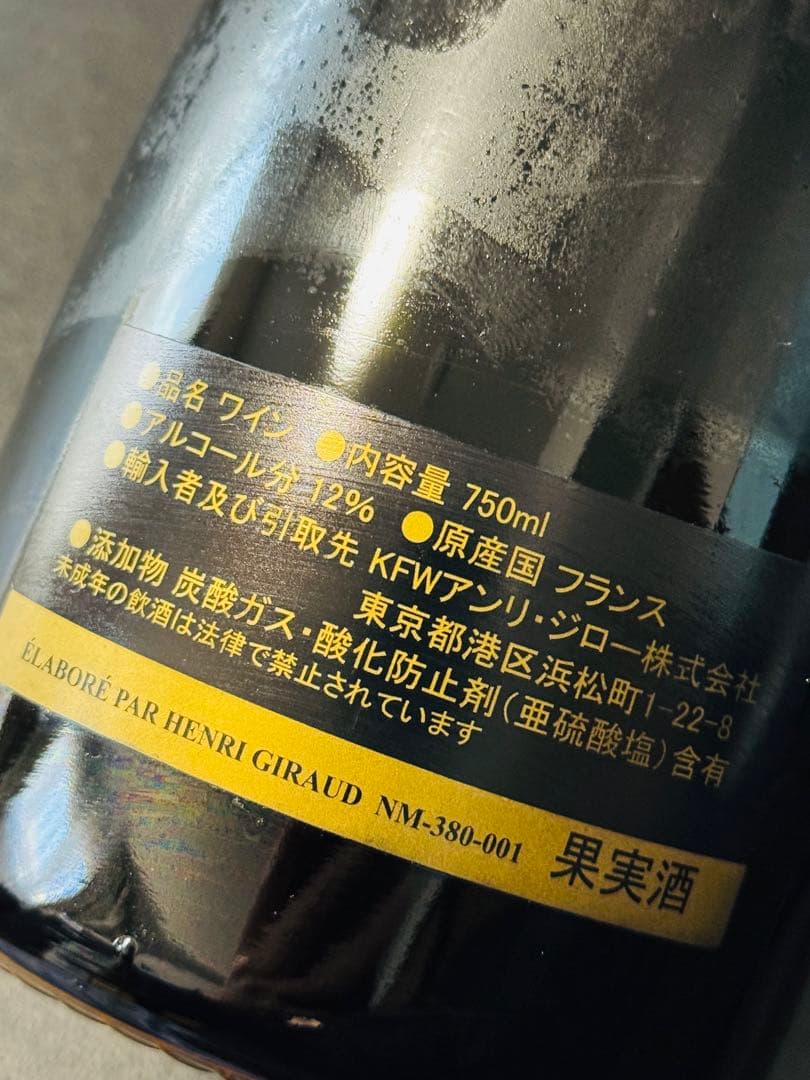 ●品名 ワイン ●内容量 750ml
●アルコール分 12% ●原産国 フランス
●輸入者及び引取先 KFWアンリ・ジロー株式会社
東京都港区浜松町1-22-8
●添加物 炭酸ガス・酸化防止剤(亜硫酸塩)含有
未成年の飲酒は法律で禁止されています
ÉLABORÉ PAR HENRI GIRAUD NM-380-001 果実酒